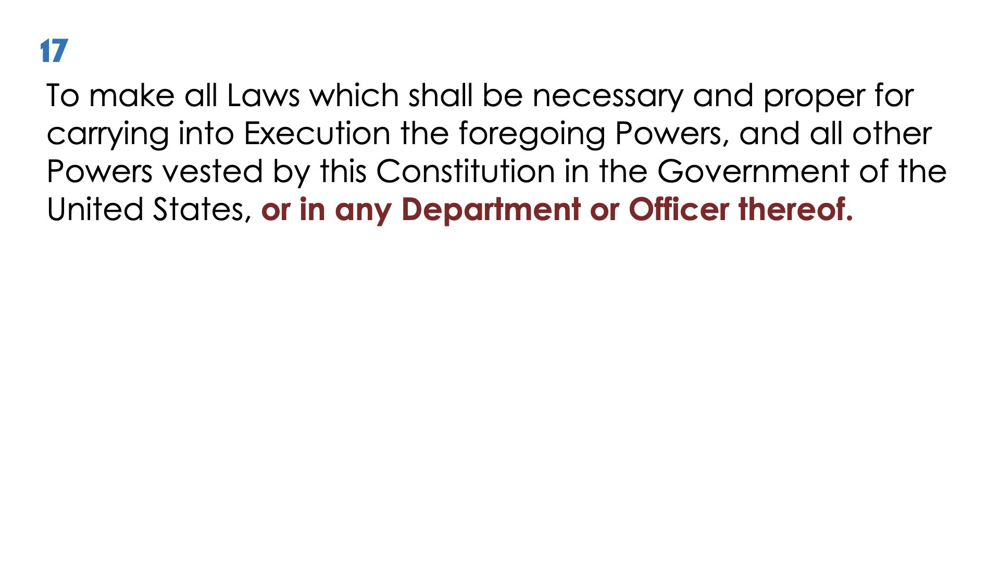 17
To make all Laws which shall be necessary and proper for
carrying into Execution the foregoing Powers, and all other
Powers vested by this Constitution in the Government of the
United States, or in any Department or Officer thereof.